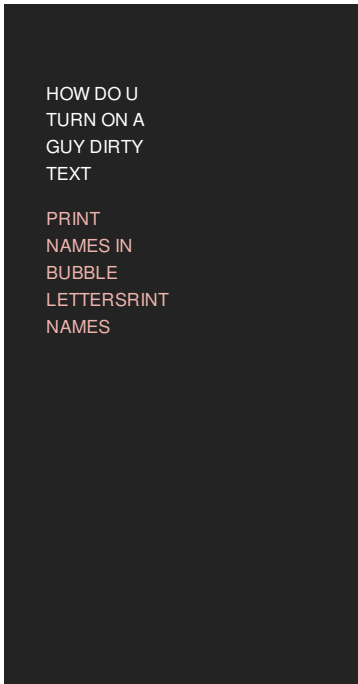 HOW DO U
TURN ON A
GUY DIRTY
TEXT
PRINT
NAMES IN
BUBBLE
LETTERSRINT
NAMES